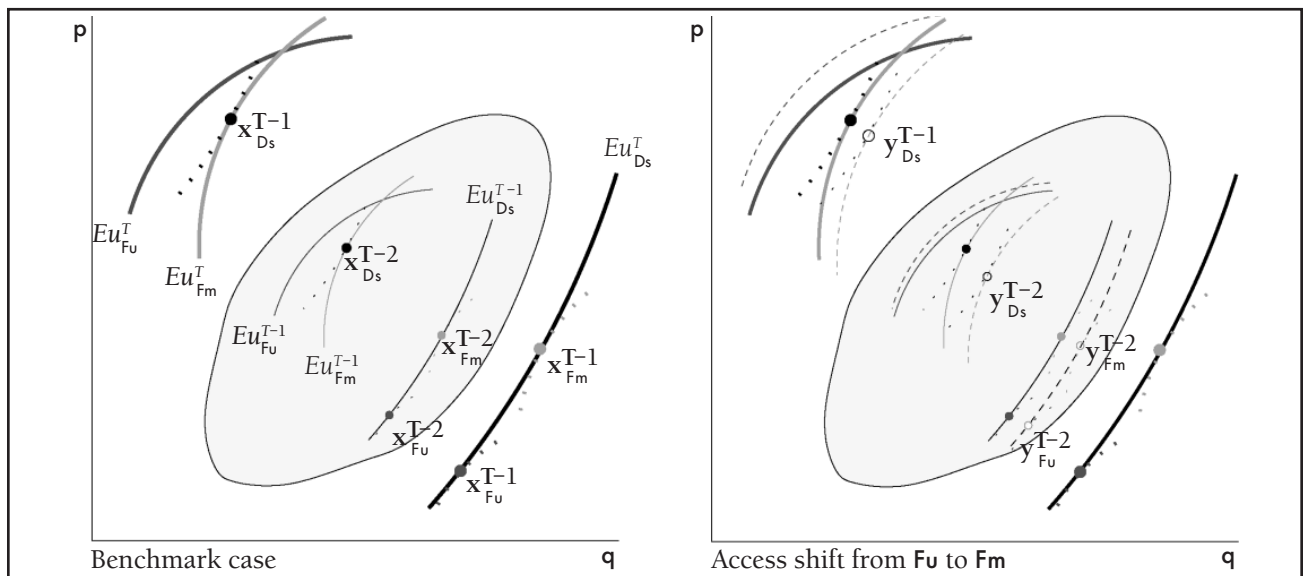 p
x^{T−1}_{Ds}
Eu^T_{Ds}
Eu^{T−1}_{Ds}
Eu^T_{Fu}
x^{T−2}_{Ds}
Eu^T_{Fm}
Eu^{T−1}_{Fu}
x^{T−2}_{Fm}
Eu^{T−1}_{Fm}
x^{T−1}_{Fm}
x^{T−2}_{Fu}
x^{T−1}_{Fu}
Benchmark case q
p
y^{T−1}_{Ds}
y^{T−2}_{Ds}
y^{T−2}_{Fm}
y^{T−2}_{Fu}
Access shift from Fu to Fm q